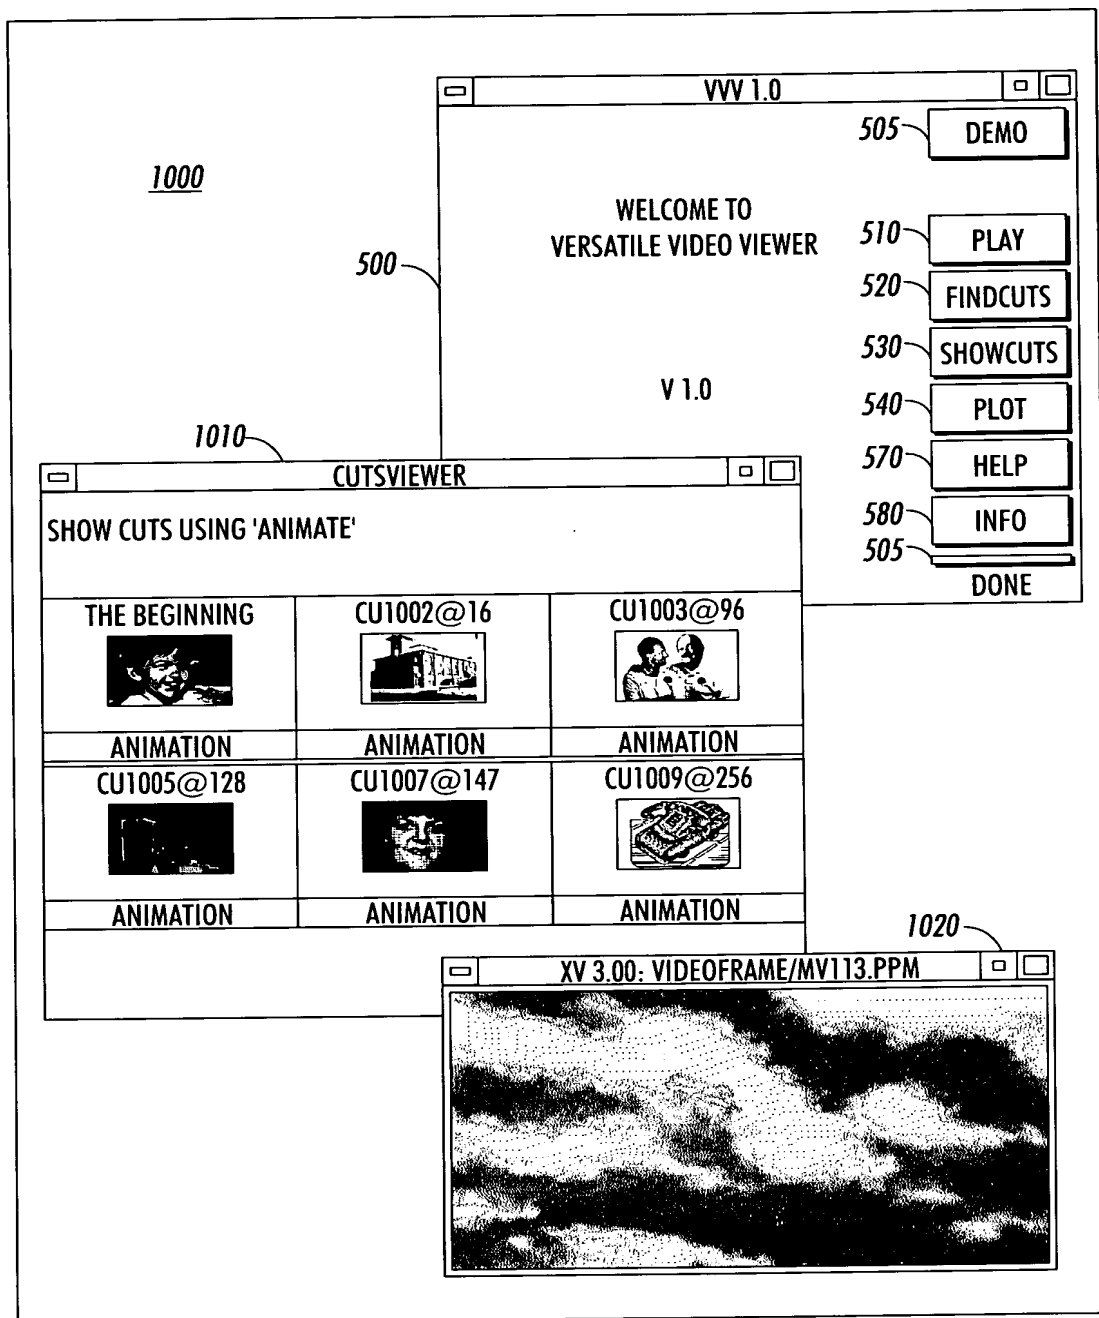 VVV 1.0
505
DEMO
1000
WELCOME TO
VERSATILE VIDEO VIEWER
510
PLAY
500
520
FINDCUTS
530
SHOWCUTS
V 1.0
540
PLOT
1010
570
HELP
CUTSVIEWER
580
INFO
SHOW CUTS USING 'ANIMATE'
505
DONE
THE BEGINNING
CU1002@16
CU1003@96
ANIMATION
ANIMATION
ANIMATION
CU1005@128
CU1007@147
CU1009@256
ANIMATION
ANIMATION
ANIMATION
1020
XV 3.00: VIDEOFRAME/MV113.PPM